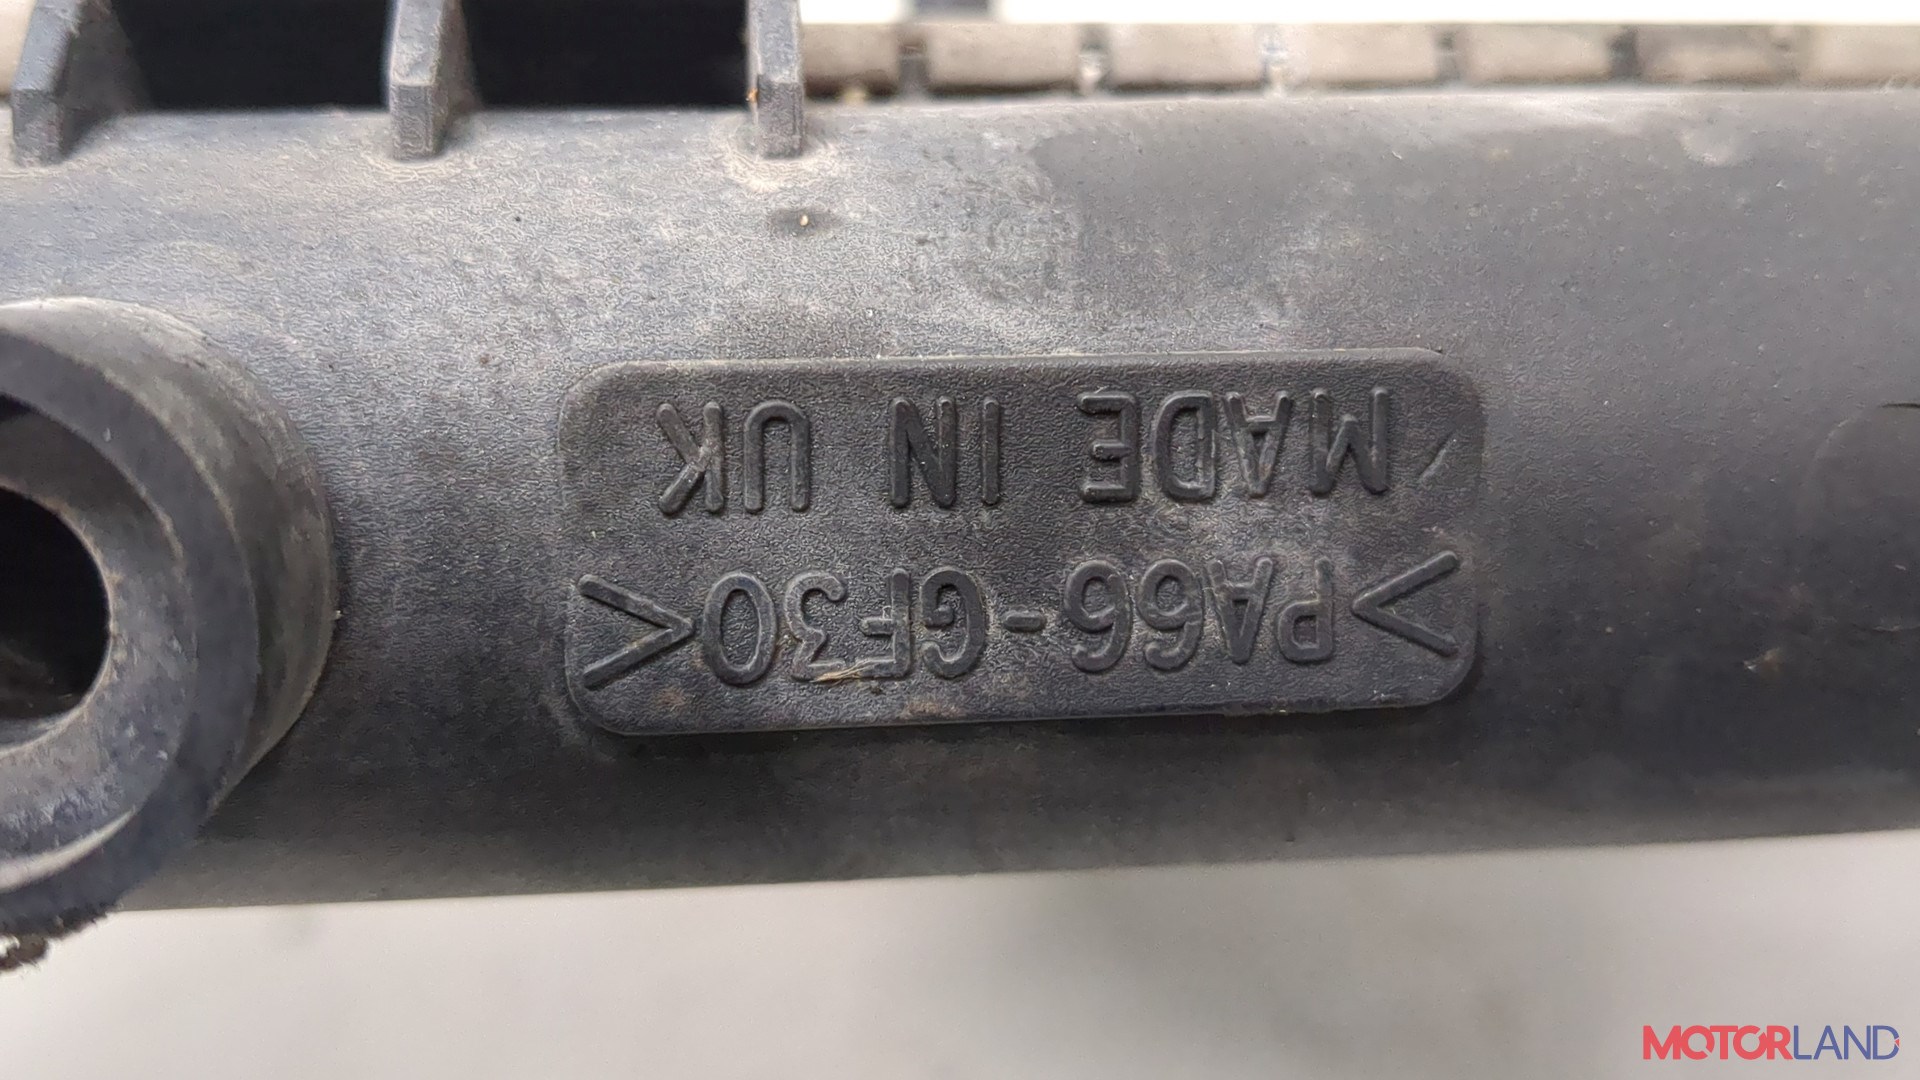 >PA66-GF30<
MADE IN UK
MOTORLAND